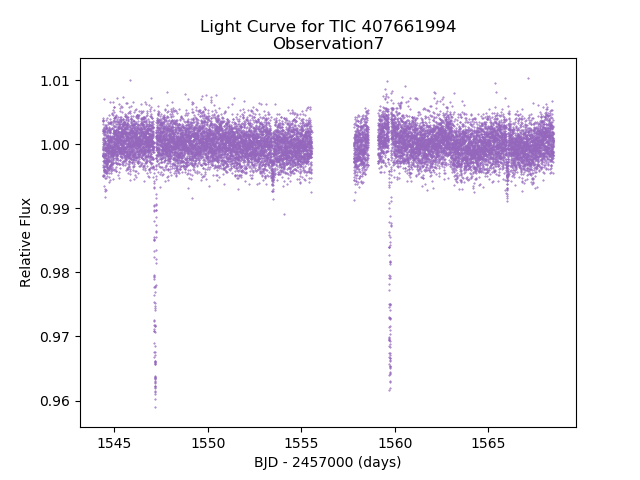 Light Curve for TIC 407661994
Observation7
1.01
1.00
0.99
0.98
0.97
0.96
Relative Flux
1545
1550
1555
1560
1565
BJD - 2457000 (days)